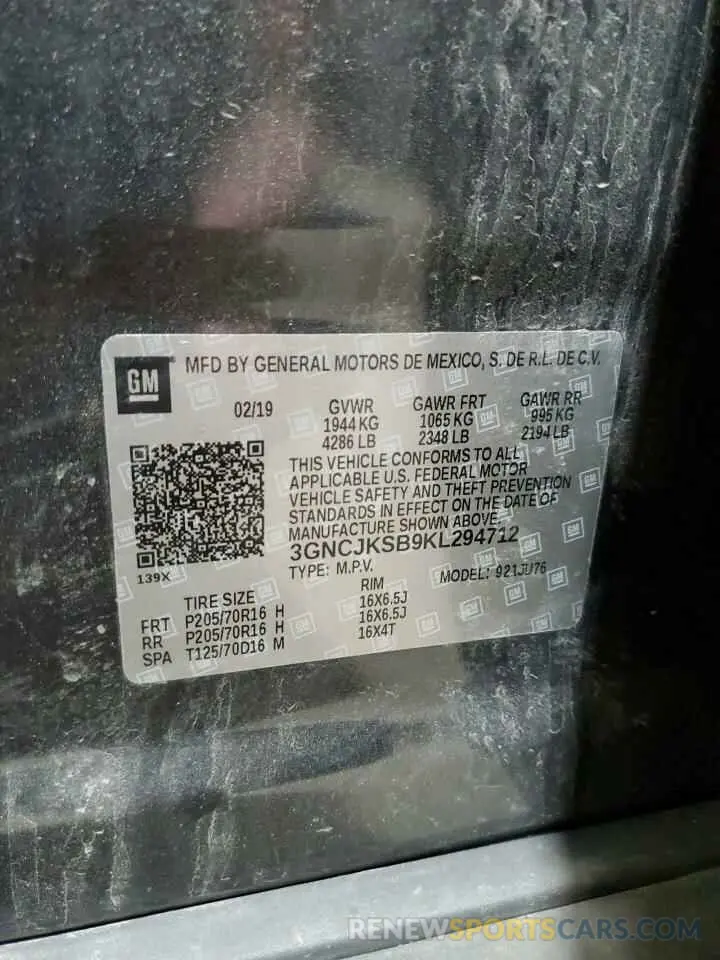 GM MFD BY GENERAL MOTORS DE MEXICO, S. DE R.L. DE C.V.
02/19 GVWR GAWR FRT GAWR RR
1944 KG 1065 KG 995 KG
4286 LB 2348 LB 2194 LB
THIS VEHICLE CONFORMS TO ALL
APPLICABLE U.S. FEDERAL MOTOR
VEHICLE SAFETY AND THEFT PREVENTION
STANDARDS IN EFFECT ON THE DATE OF
MANUFACTURE SHOWN ABOVE.
3GNCJKSB9KL294712
139X TYPE: M.P.V. MODEL: 921JU76
TIRE SIZE RIM
FRT P205/70R16 H 16X6.5J
RR P205/70R16 H 16X6.5J
SPA T125/70D16 M 16X4T
RENEWSPORTSCARS.COM